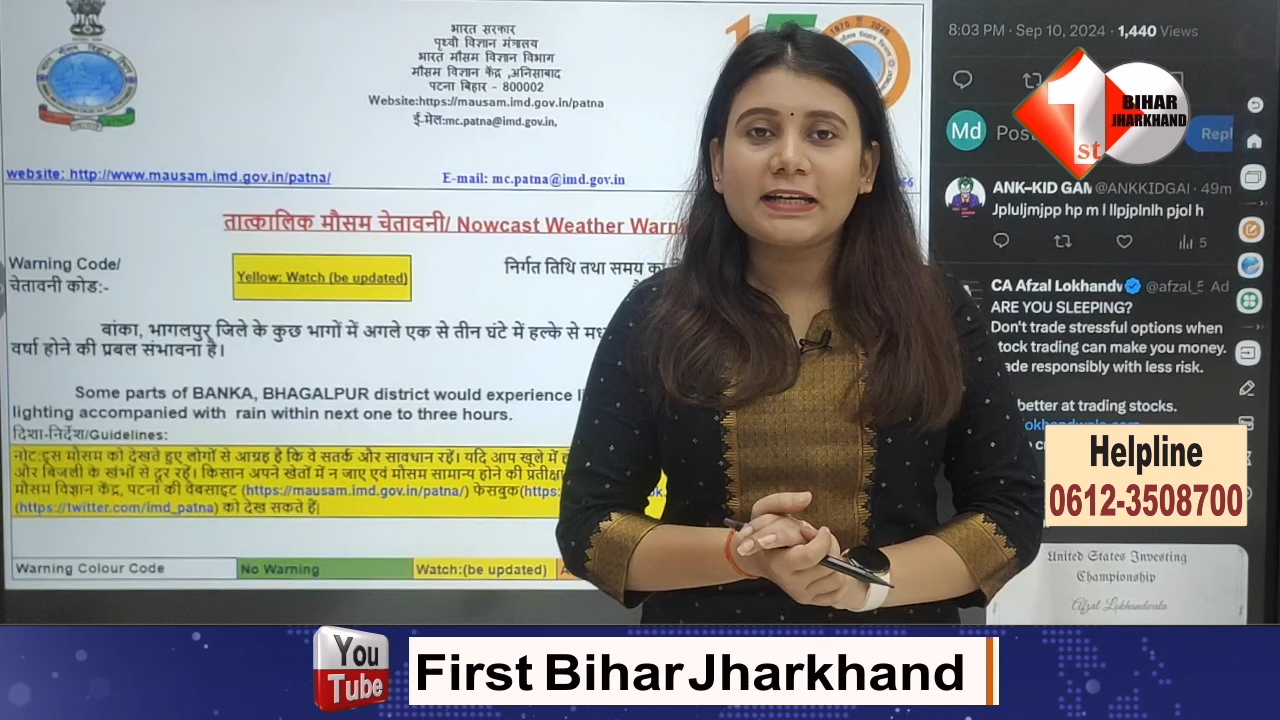 भारत सरकार
पृथ्वी विज्ञान मंत्रालय
भारत मौसम विज्ञान विभाग
मौसम विज्ञान केंद्र ,अनिसाबाद
पटना बिहार - 800002
Website:https://mausam.imd.gov.in/patna
ई-मेल:mc.patna@imd.gov.in,
website: http://www.mausam.imd.gov.in/patna/
E-mail: mc.patna@imd.gov.in
तात्कालिक मौसम चेतावनी/ Nowcast Weather
Warning Code/
चेतावनी कोड:-
Yellow: Watch (be updated)
निर्गत तिथि तथा समय
बांका, भागलपुर जिले के कुछ भागों में अगले एक से तीन घंटे में हल्के से
वर्षा होने की प्रबल संभावना है।
Some parts of BANKA, BHAGALPUR district would experience
lighting accompanied with rain within next one to three hours.
दिशा-निर्देश/Guidelines:
नोट:इस मौसम को देखते हुए लोगों से आग्रह है कि वे सतर्क और सावधान रहें। यदि आप खुले में
और बिजली के खंभों से दूर रहें। किसान अपने खेतों में न जाए एवं मौसम सामान्य होने की प्रतीक्षा
मौसम विज्ञान केंद्र, पटना की वेबसाइट (https://mausam.imd.gov.in/patna/) फेसबुक(https:
(https://twitter.com/imd_patna) को देख सकते हैं|
Warning Colour Code
No Warning
Watch:(be updated)
8:03 PM · Sep 10, 2024 · 1,440 Views
1st
BIHAR
JHARKHAND
Md
Repl
ANK–KID GAM @ANKKIDGAI · 49m
Jpluljmjpp hp m l llpjplnlh pjol h
5
CA Afzal Lokhandw @afzal_ Ad
ARE YOU SLEEPING?
Don't trade stressful options when
stock trading can make you money.
responsibly with less risk.
better at trading stocks.
Helpline
0612-3508700
United States Investing
Championship
Afzal Lokhandwala
You
Tube
First Bihar Jharkhand